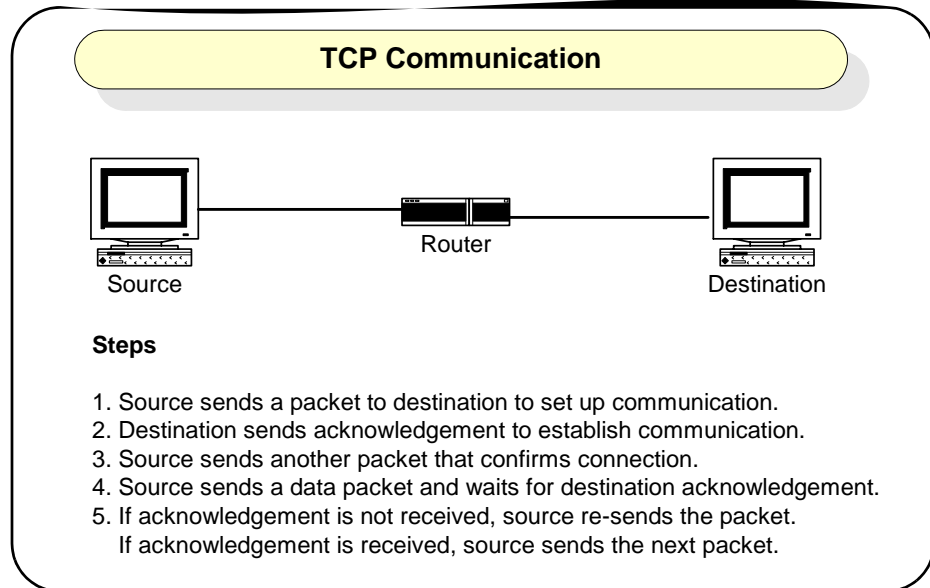 TCP Communication
Router
Source
Destination
Steps
1. Source sends a packet to destination to set up communication.
2. Destination sends acknowledgement to establish communication.
3. Source sends another packet that confirms connection.
4. Source sends a data packet and waits for destination acknowledgement.
5. If acknowledgement is not received, source re-sends the packet.
If acknowledgement is received, source sends the next packet.